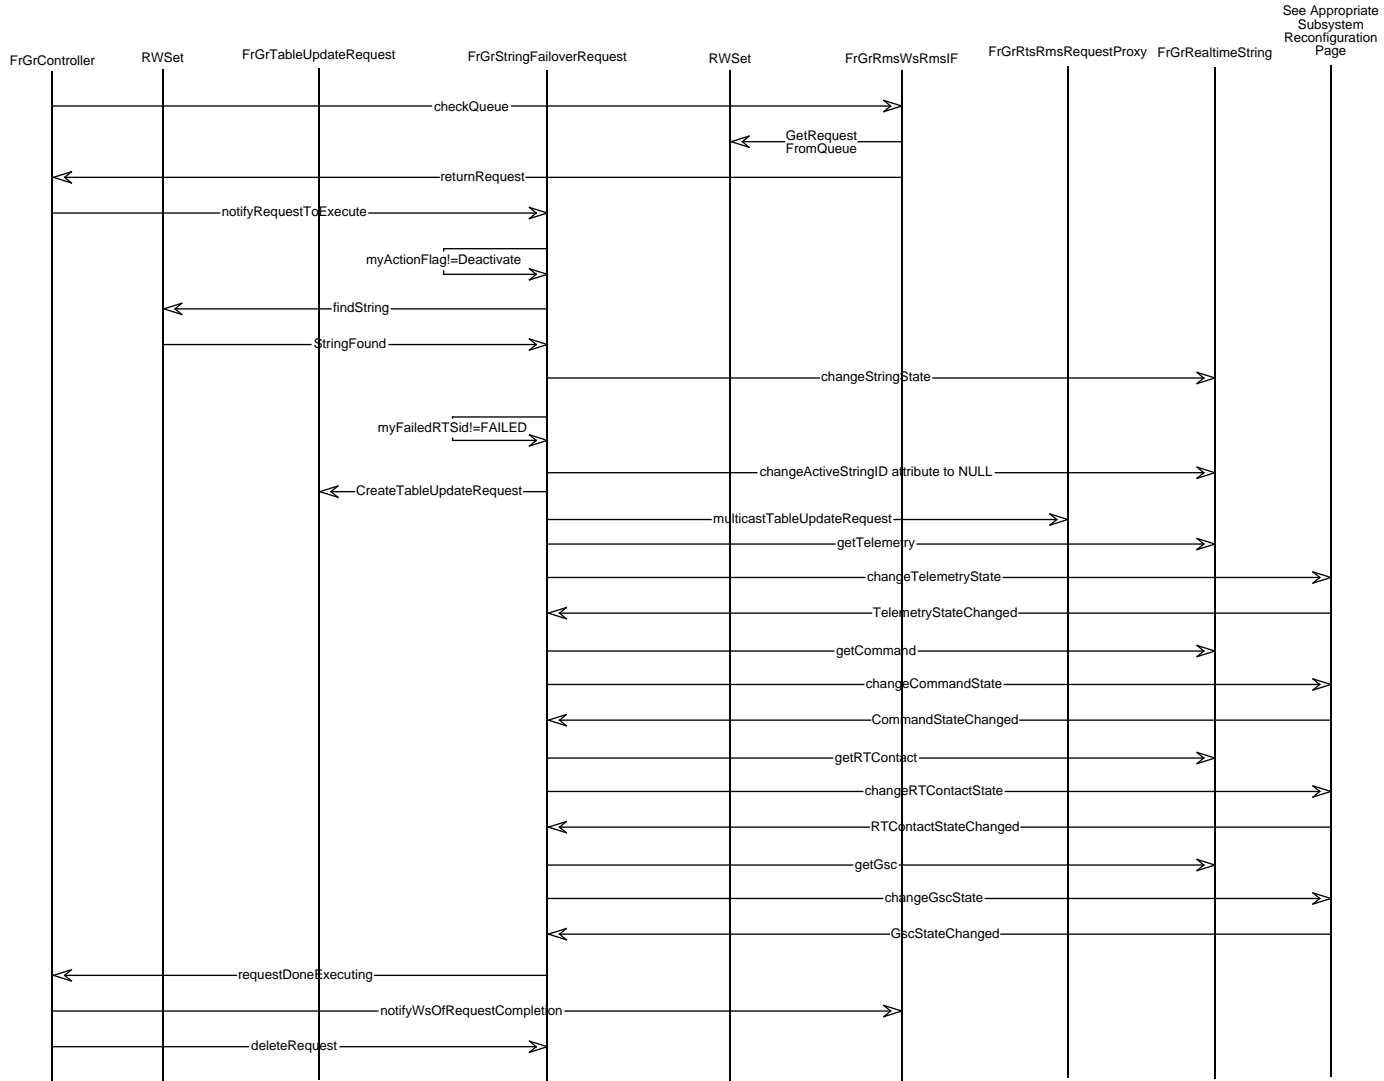 See Appropriate
Subsystem
Reconfiguration
Page
FrGrController
RWSet
FrGrTableUpdateRequest
FrGrStringFailoverRequest
RWSet
FrGrRmsWsRmsIF
FrGrRtsRmsRequestProxy
FrGrRealtimeString
checkQueue
GetRequest
FromQueue
returnRequest
notifyRequestToExecute
myActionFlag!=Deactivate
findString
StringFound
changeStringState
myFailedRTSid!=FAILED
changeActiveStringID attribute to NULL
CreateTableUpdateRequest
multicastTableUpdateRequest
getTelemetry
changeTelemetryState
TelemetryStateChanged
getCommand
changeCommandState
CommandStateChanged
getRTContact
changeRTContactState
RTContactStateChanged
getGsc
changeGscState
GscStateChanged
requestDoneExecuting
notifyWsOfRequestCompletion
deleteRequest